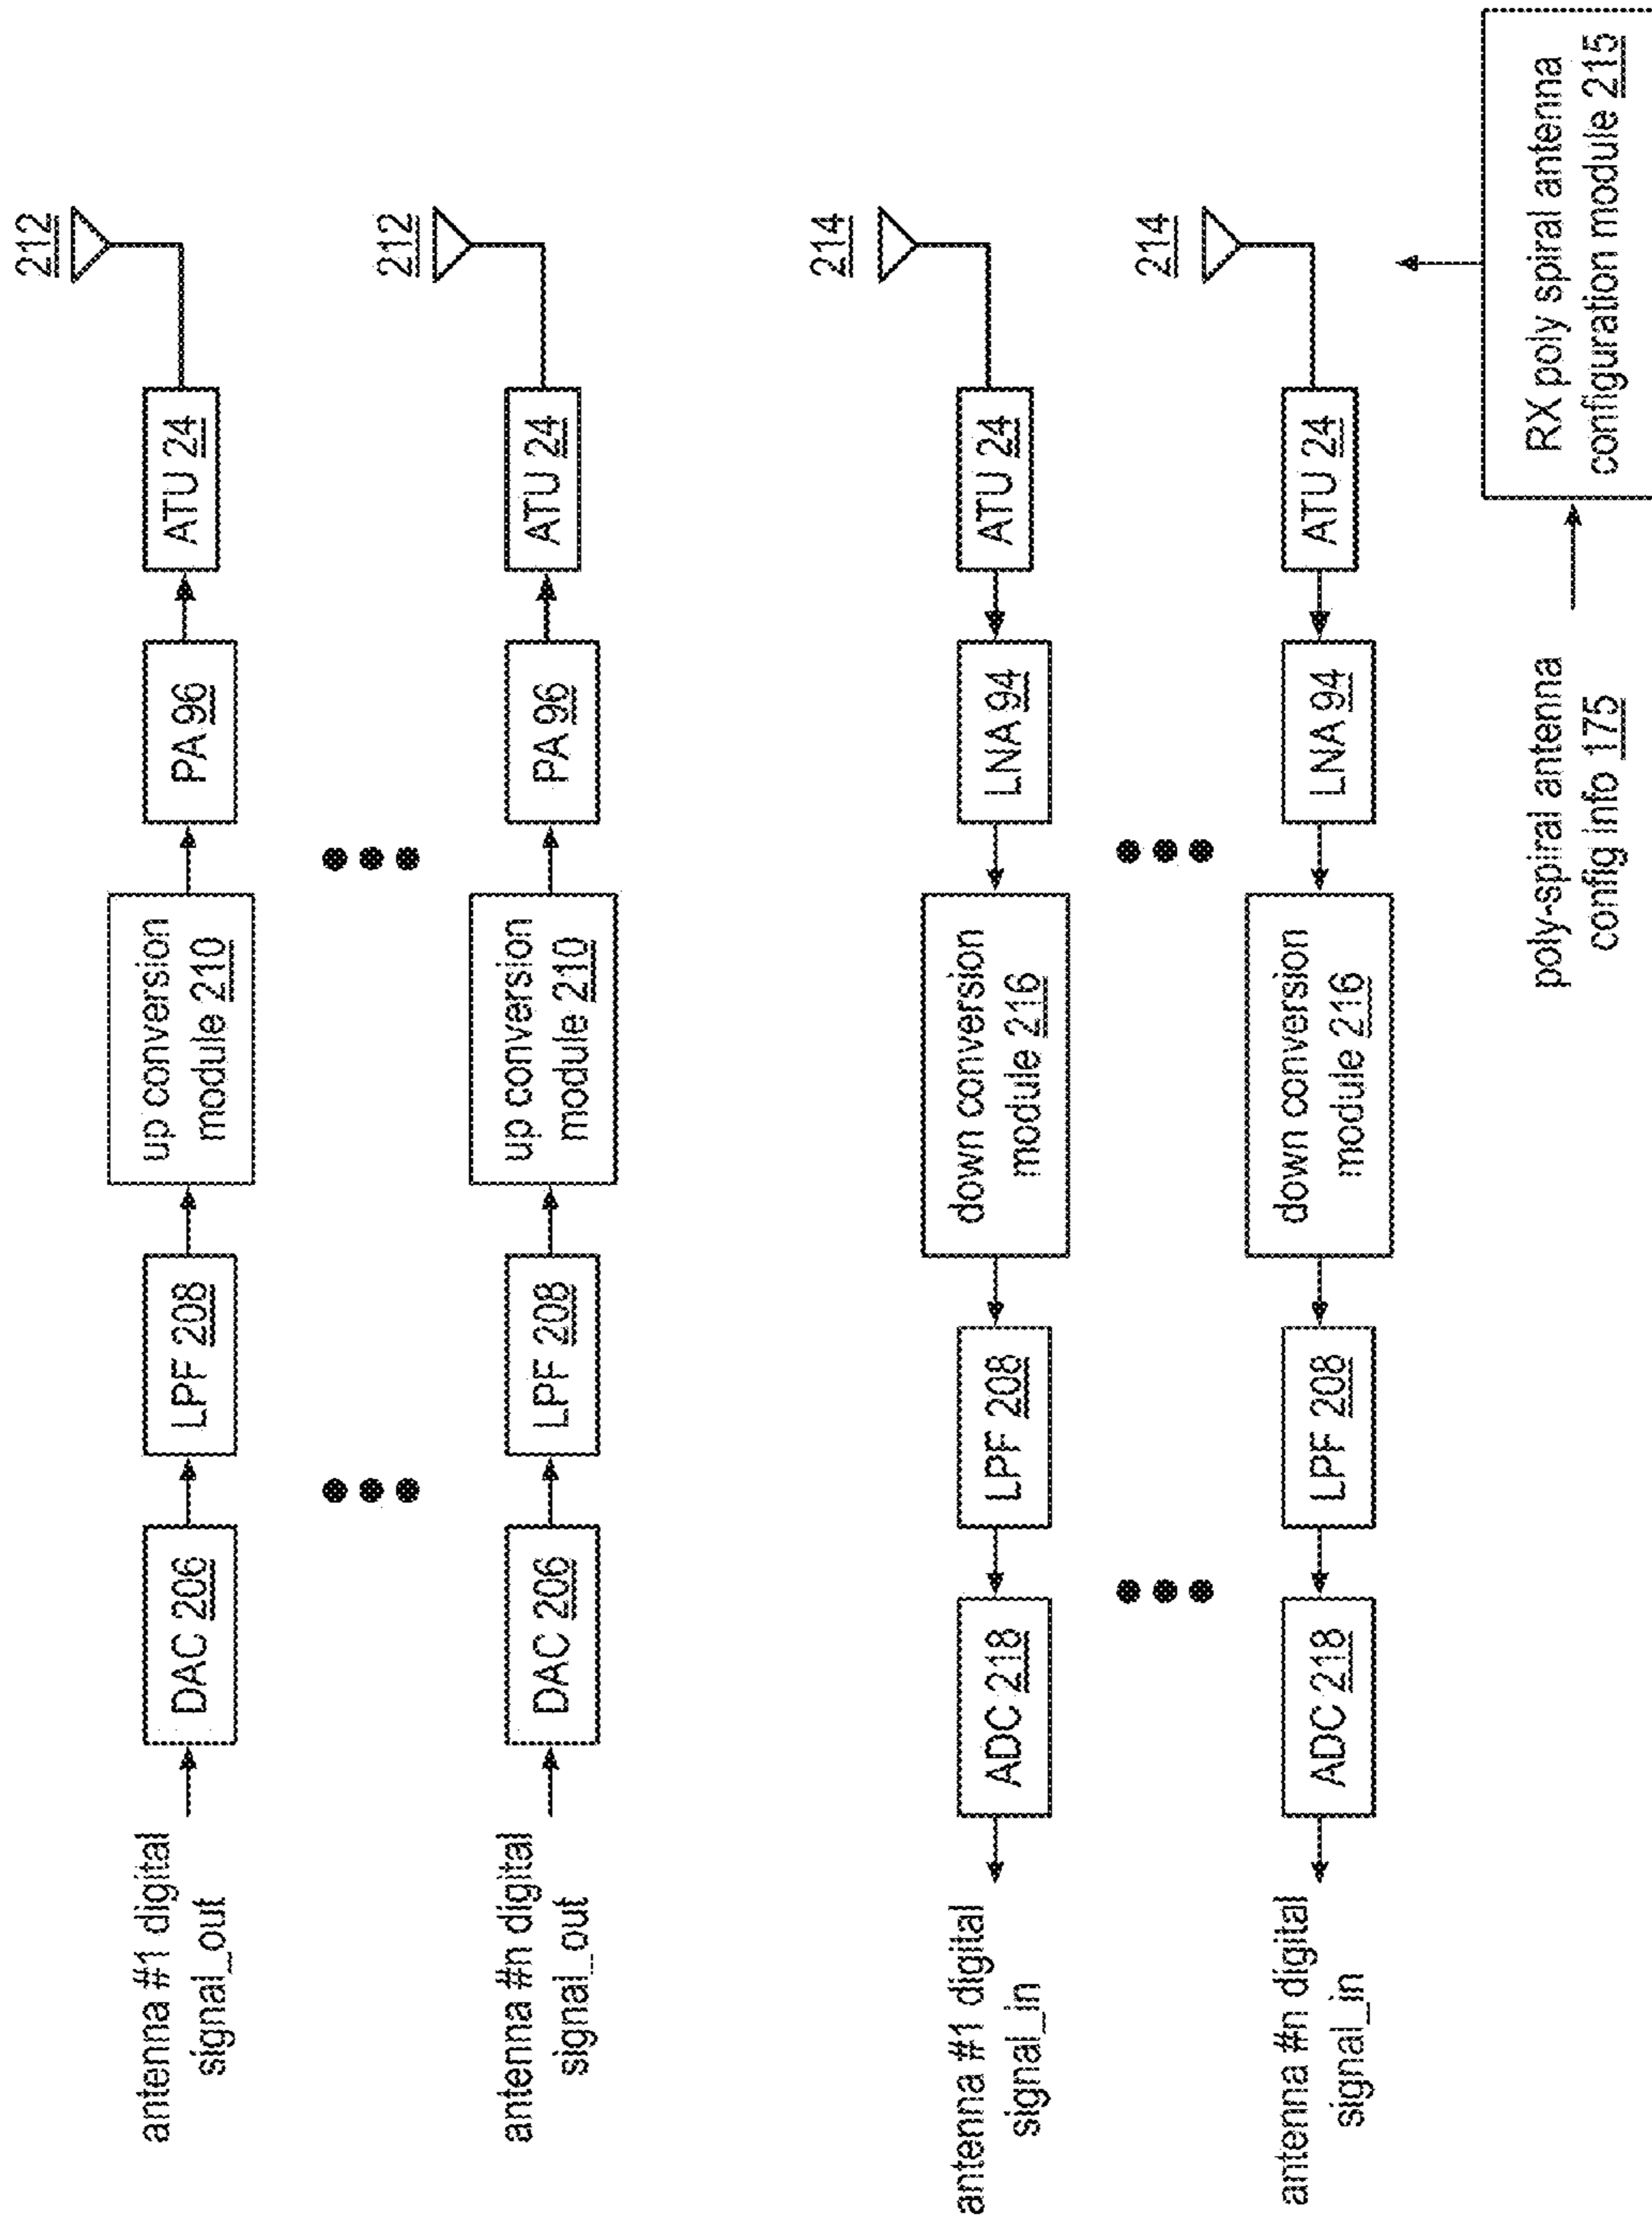 antenna #1 digital
signal_out
DAC 206
LPF 208
up conversion
module 210
PA 96
ATU 24
212
antenna #n digital
signal_out
DAC 206
LPF 208
up conversion
module 210
PA 96
ATU 24
212
antenna #1 digital
signal_in
ADC 218
LPF 208
down conversion
module 216
LNA 94
ATU 24
214
antenna #n digital
signal_in
ADC 218
LPF 208
down conversion
module 216
LNA 94
ATU 24
214
poly-spiral antenna
config info 175
RX poly spiral antenna
configuration module 215